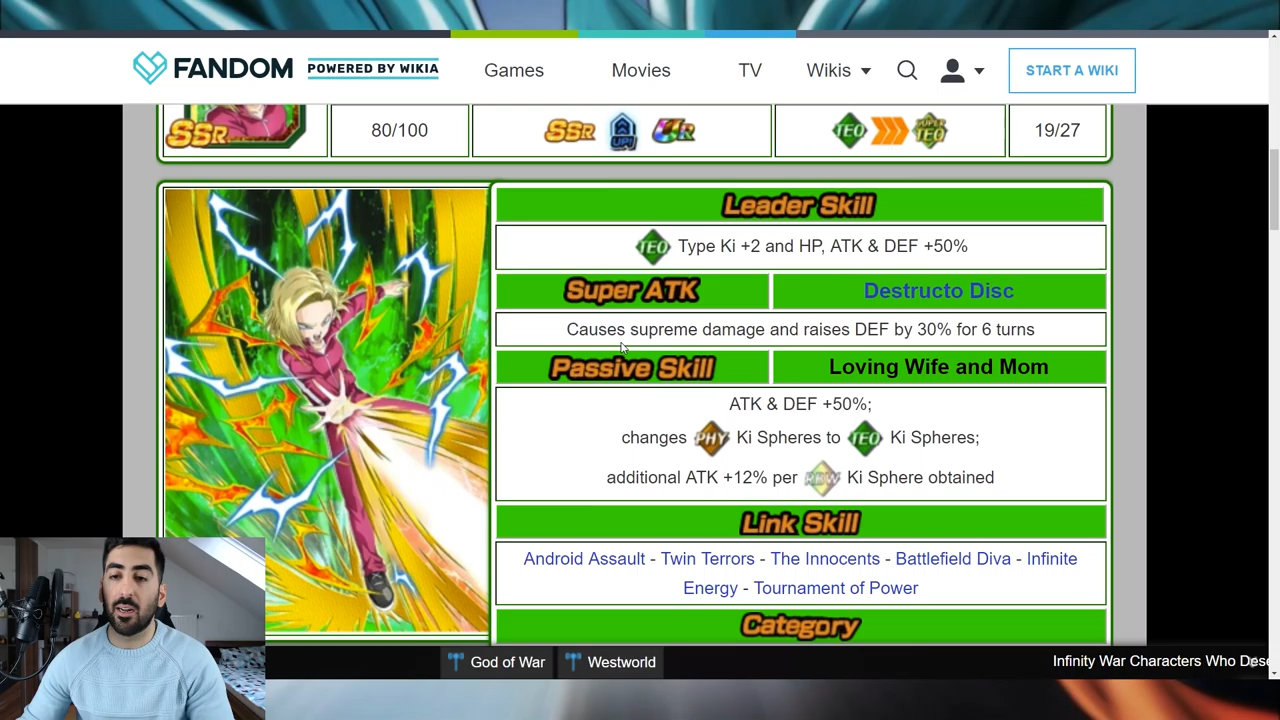 FANDOM POWERED BY WIKIA Games Movies TV Wikis START A WIKI
SSR 80/100 SSR UP! UR TEQ SUPER TEQ 19/27
Leader Skill
TEQ Type Ki +2 and HP, ATK & DEF +50%
Super ATK Destructo Disc
Causes supreme damage and raises DEF by 30% for 6 turns
Passive Skill Loving Wife and Mom
ATK & DEF +50%;
changes PHY Ki Spheres to TEQ Ki Spheres;
additional ATK +12% per RBW Ki Sphere obtained
Link Skill
Android Assault - Twin Terrors - The Innocents - Battlefield Diva - Infinite
Energy - Tournament of Power
Category
God of War Westworld Infinity War Characters Who